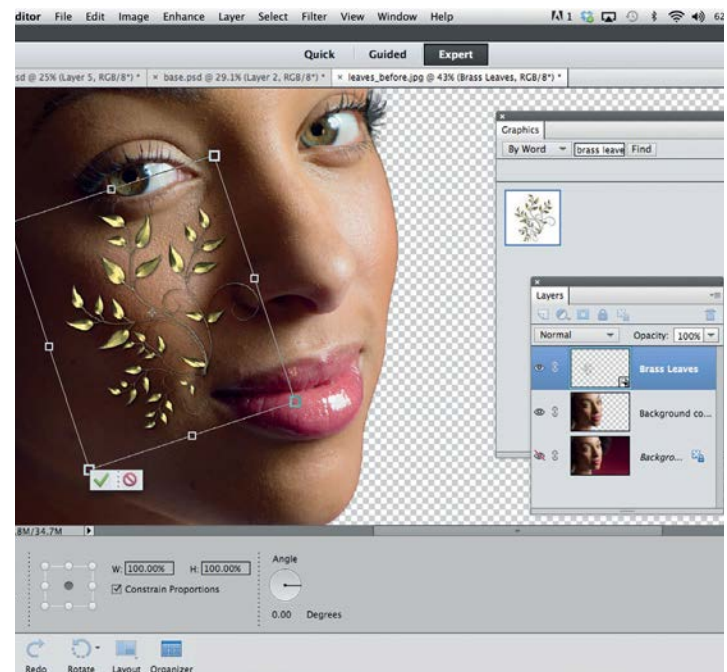 ditor File Edit Image Enhance Layer Select Filter View Window Help 1 62
Quick Guided Expert
sd @ 25% (Layer 5, RGB/8*) * × base.psd @ 29.1% (Layer 2, RGB/8*) * × leaves_before.jpg @ 43% (Brass Leaves, RGB/8*) *
Graphics
By Word brass leave Find
Layers
Normal Opacity: 100%
Brass Leaves
Background co...
Backgro...
.8M/34.7M
W: 100.00% H: 100.00%
Constrain Proportions
Angle
0.00 Degrees
Redo Rotate Layout Organizer